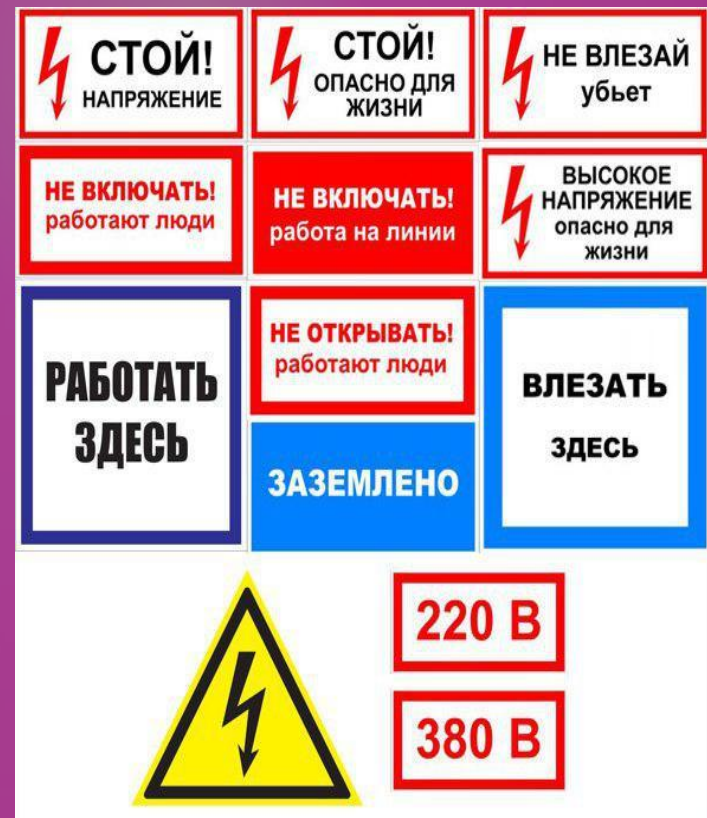 СТОЙ!
НАПРЯЖЕНИЕ
СТОЙ!
ОПАСНО ДЛЯ
ЖИЗНИ
НЕ ВЛЕЗАЙ
убьет
НЕ ВКЛЮЧАТЬ!
работают люди
НЕ ВКЛЮЧАТЬ!
работа на линии
ВЫСОКОЕ
НАПРЯЖЕНИЕ
опасно для
жизни
РАБОТАТЬ
ЗДЕСЬ
НЕ ОТКРЫВАТЬ!
работают люди
ЗАЗЕМЛЕНО
ВЛЕЗАТЬ
ЗДЕСЬ
220 В
380 В